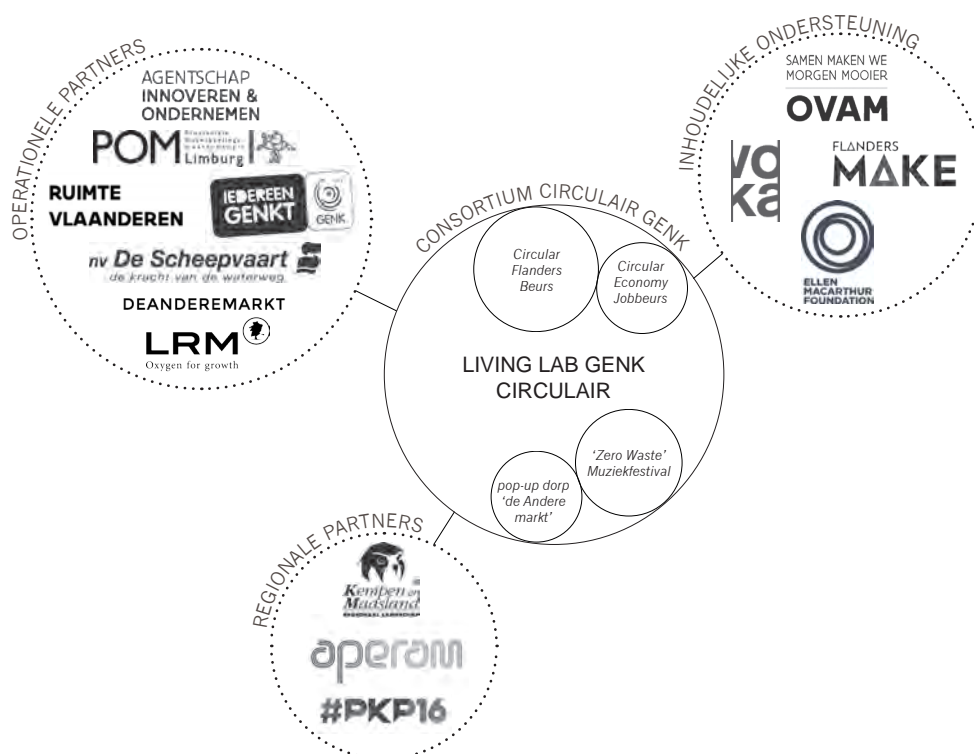 OPERATIONELE PARTNERS
AGENTSCHAP
INNOVEREN &
ONDERNEMEN
POM
Limburg
RUIMTE
VLAANDEREN
IEDEREEN
GENKT
GENK
nv De Scheepvaart
de kracht van de waterweg
DEANDEREMARKT
LRM
Oxygen for growth
INHOUDELIJKE ONDERSTEUNING
SAMEN MAKEN WE
MORGEN MOOIER
OVAM
vo
ka
FLANDERS
MAKE
ELLEN
MACARTHUR
FOUNDATION
CONSORTIUM CIRCULAIR GENK
Circular
Flanders
Beurs
Circular
Economy
Jobbeurs
LIVING LAB GENK
CIRCULAIR
'Zero Waste'
Muziekfestival
pop-up dorp
'de Andere
markt'
REGIONALE PARTNERS
Kempen en
Maasland
aperam
#PKP16